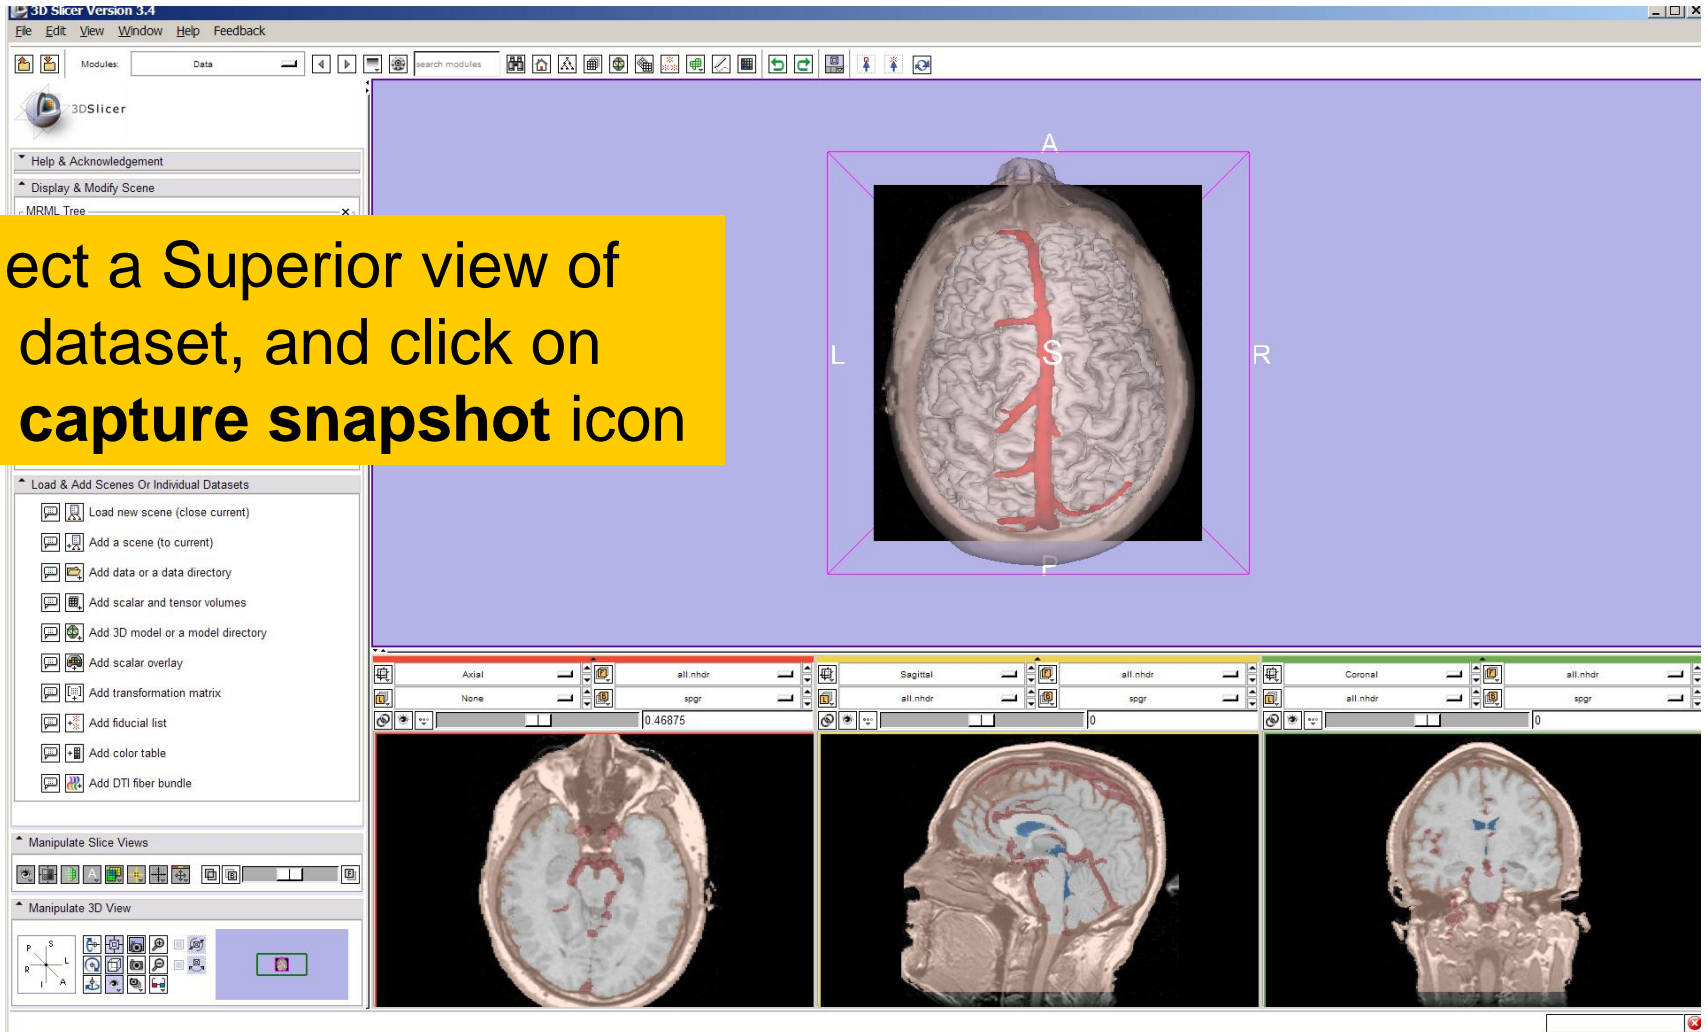 3D Slicer Version 3.4
File Edit View Window Help Feedback
Modules: Data search modules
3DSlicer
Help & Acknowledgement
Display & Modify Scene
MRML Tree
ect a Superior view of
dataset, and click on
capture snapshot icon
Load & Add Scenes Or Individual Datasets
Load new scene (close current)
Add a scene (to current)
Add data or a data directory
Add scalar and tensor volumes
Add 3D model or a model directory
Add scalar overlay
Add transformation matrix
Add fiducial list
Add color table
Add DTI fiber bundle
Manipulate Slice Views
Manipulate 3D View
P S
R L
I A
A
L S R
P
Axial all.nhdr
None spgr
0.46875
Sagittal all.nhdr
all.nhdr spgr
0
Coronal all.nhdr
all.nhdr spgr
0